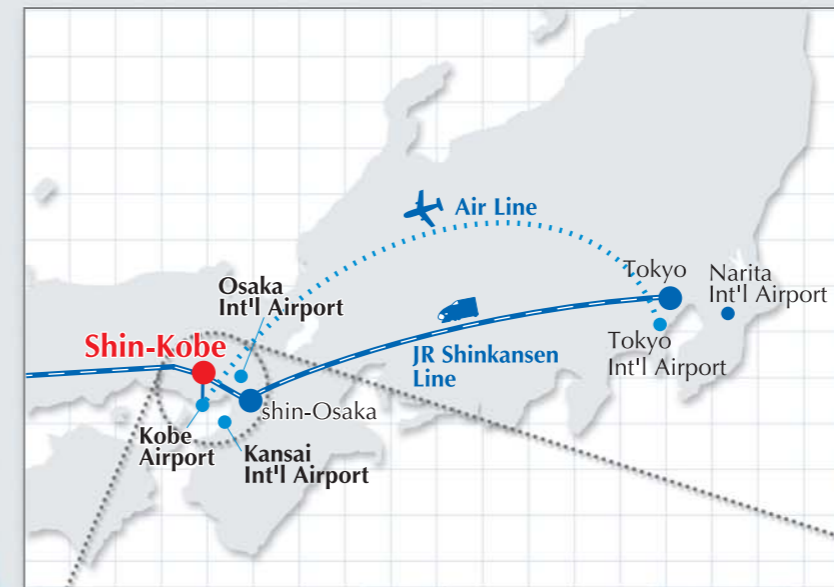 Air Line
Tokyo
Narita
Int'l Airport
Osaka
Int'l Airport
Shin-Kobe
JR Shinkansen
Line
Tokyo
Int'l Airport
shin-Osaka
Kobe
Airport
Kansai
Int'l Airport